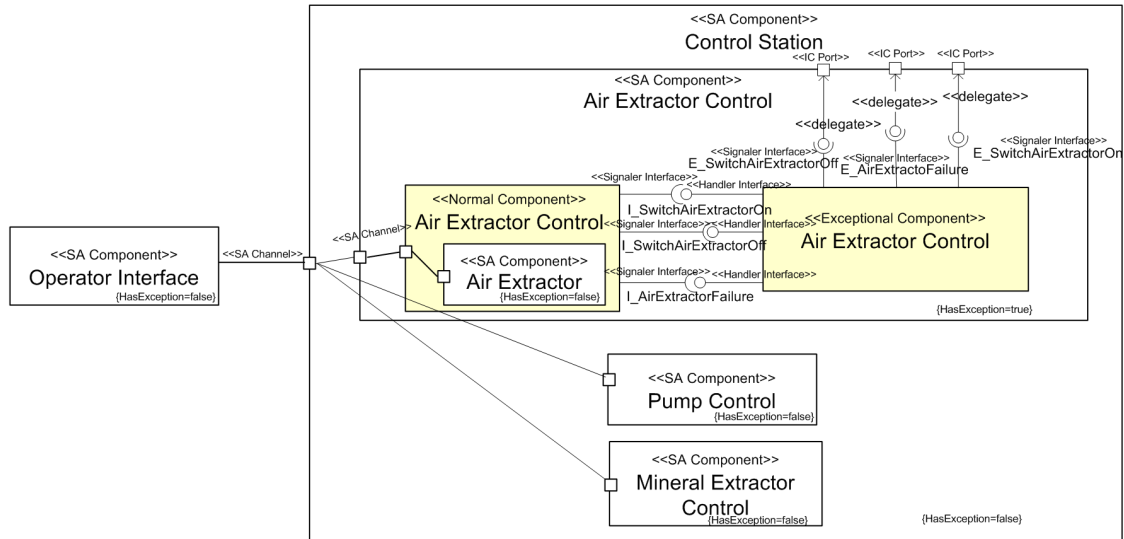 <<SA Component>>
Control Station
<<IC Port>>
<<IC Port>>
<<IC Port>>
<<SA Component>>
Air Extractor Control
<<delegate>>
<<delegate>>
<<delegate>>
<<Signaler Interface>>
E_SwitchAirExtractorOn
<<Signaler Interface>>
E_SwitchAirExtractorOff
<<Signaler Interface>>
E_AirExtractoFailure
<<Signaler Interface>>
<<Handler Interface>>
I_SwitchAirExtractorOn
<<Normal Component>>
Air Extractor Control
<<Signaler Interface>>
<<Handler Interface>>
I_SwitchAirExtractorOff
<<Exceptional Component>>
Air Extractor Control
<<SA Component>>
Operator Interface
{HasException=false}
<<SA Channel>>
<<SA Channel>>
<<SA Component>>
Air Extractor
{HasException=false}
<<Signaler Interface>>
<<Handler Interface>>
I_AirExtractorFailure
{HasException=true}
<<SA Component>>
Pump Control
{HasException=false}
<<SA Component>>
Mineral Extractor
Control
{HasException=false}
{HasException=false}